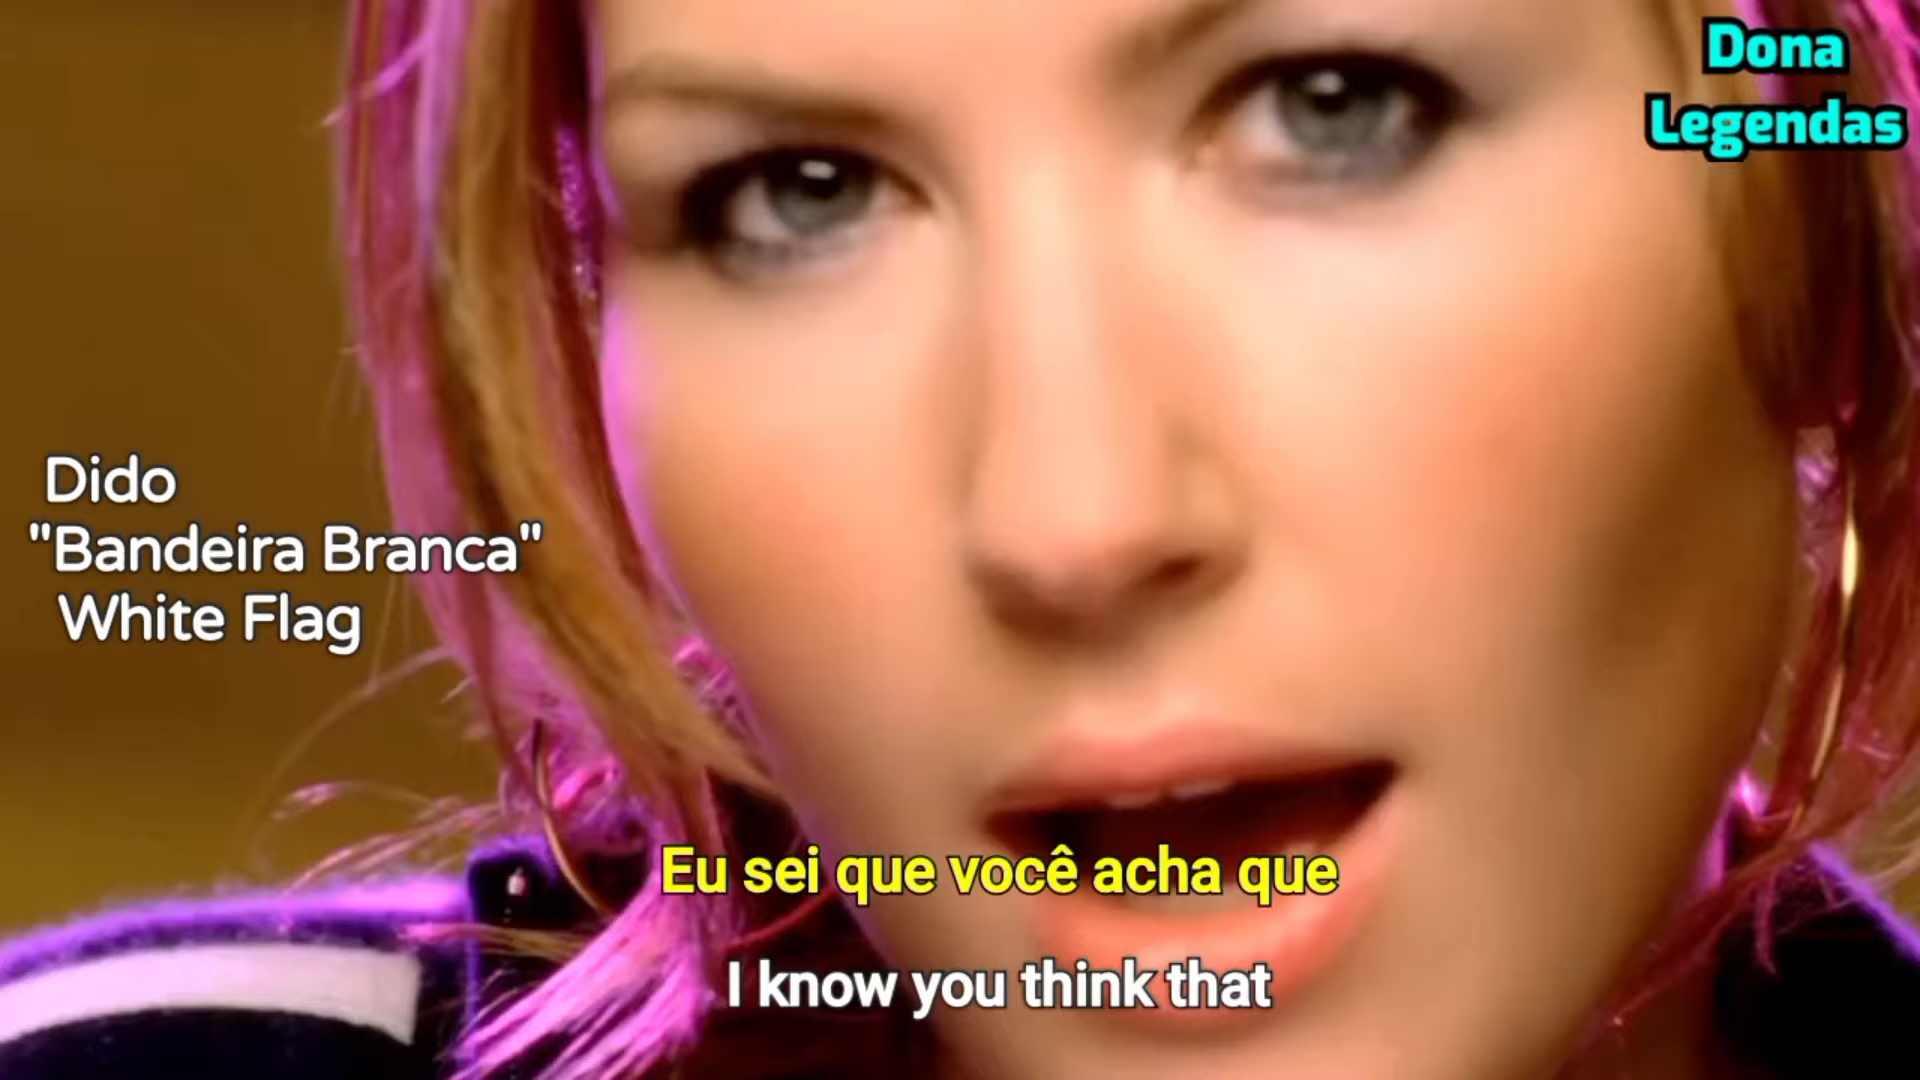 Dona
Legendas
Dido
"Bandeira Branca"
White Flag
Eu sei que você acha que
I know you think that